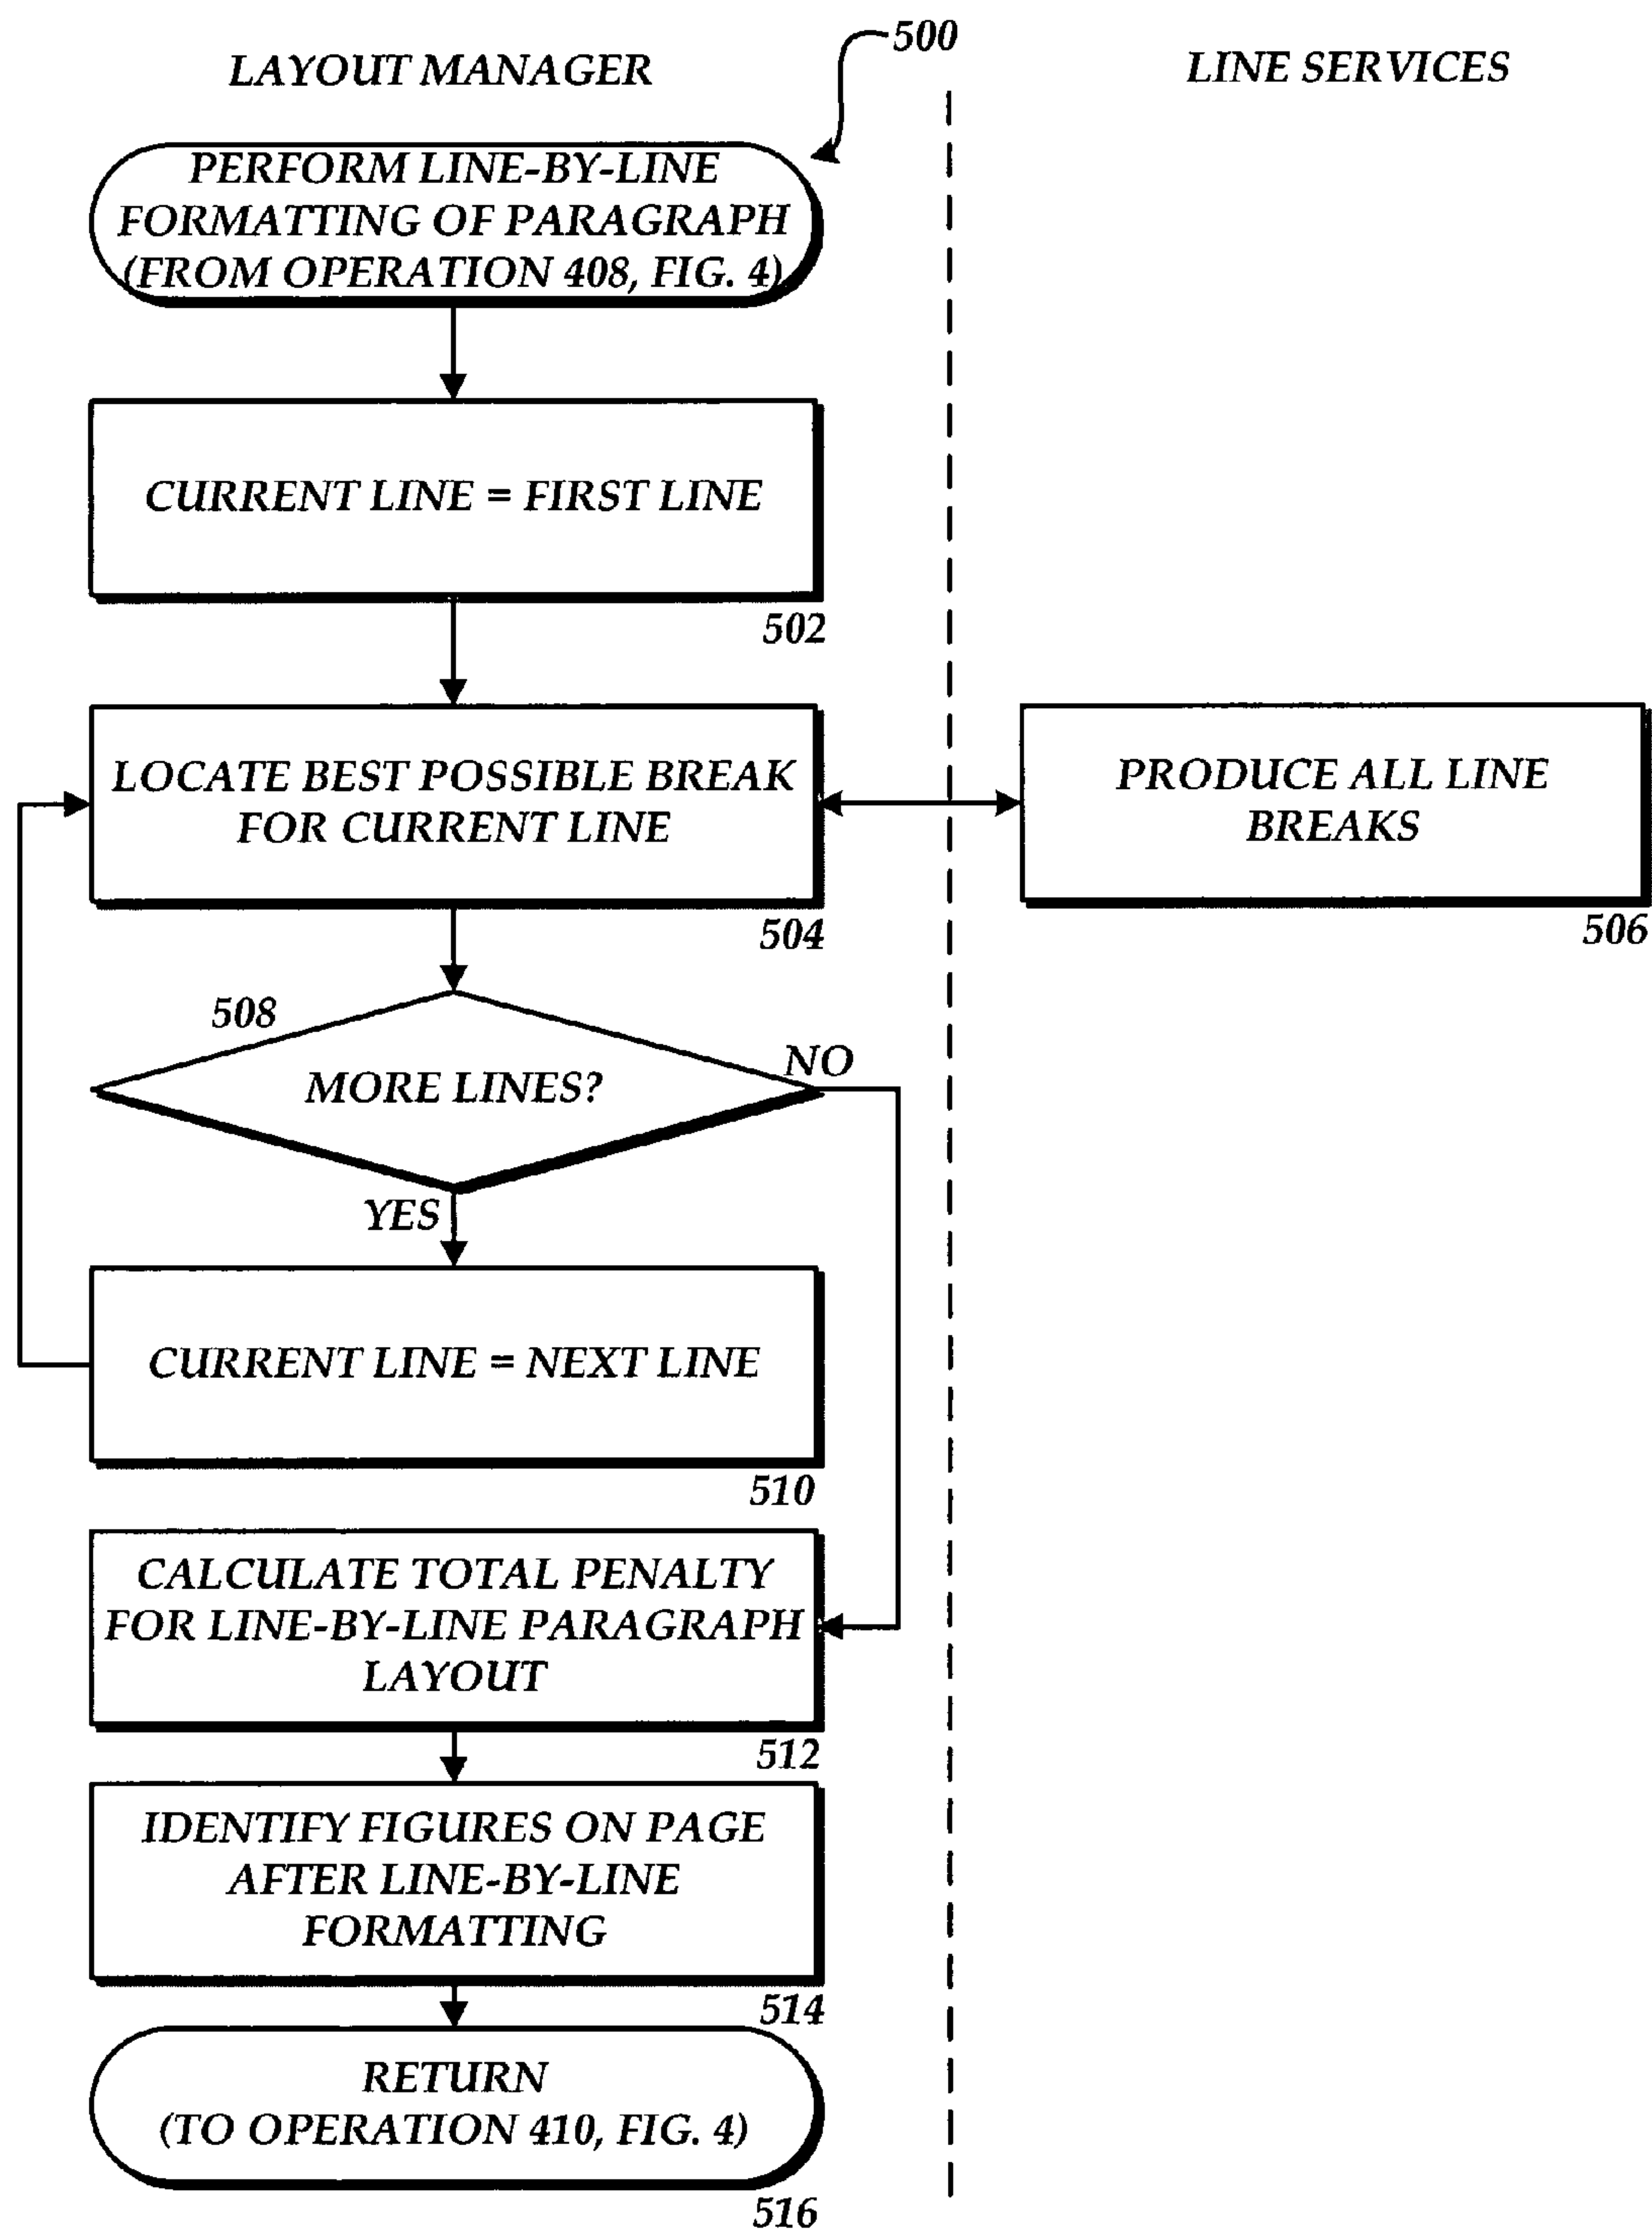 500
LAYOUT MANAGER
LINE SERVICES
PERFORM LINE-BY-LINE
FORMATTING OF PARAGRAPH
(FROM OPERATION 408, FIG. 4)
CURRENT LINE = FIRST LINE
502
LOCATE BEST POSSIBLE BREAK
FOR CURRENT LINE
504
PRODUCE ALL LINE
BREAKS
506
508
MORE LINES?
NO
YES
CURRENT LINE = NEXT LINE
510
CALCULATE TOTAL PENALTY
FOR LINE-BY-LINE PARAGRAPH
LAYOUT
512
IDENTIFY FIGURES ON PAGE
AFTER LINE-BY-LINE
FORMATTING
514
RETURN
(TO OPERATION 410, FIG. 4)
516